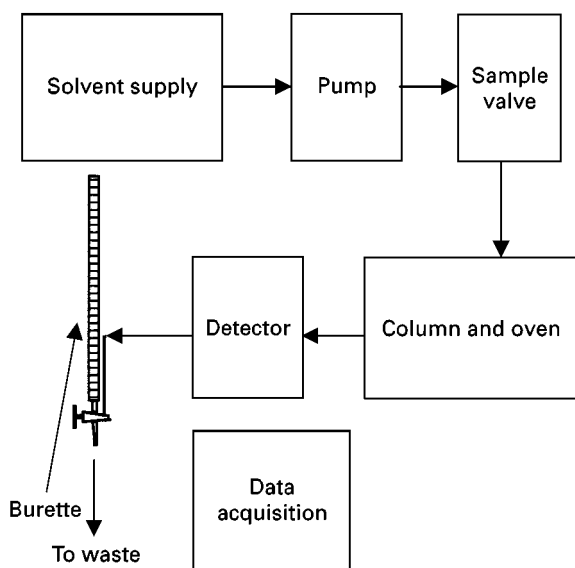 Solvent supply
Pump
Sample
valve
Detector
Column and oven
Burette
To waste
Data
acquisition